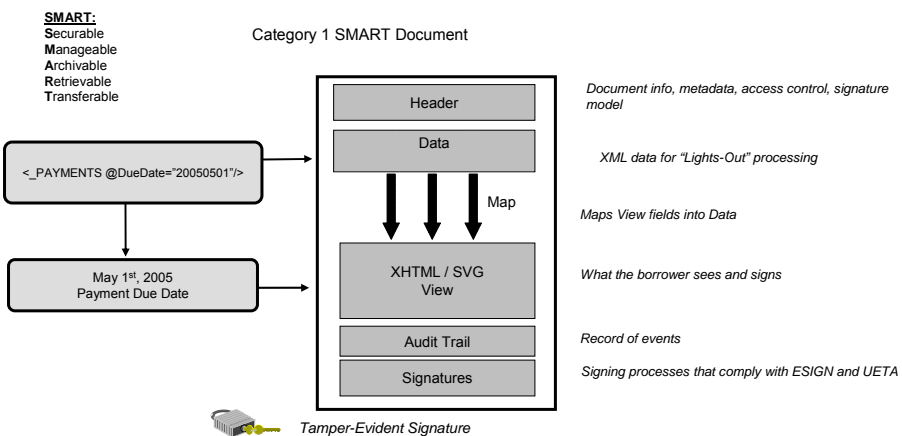 SMART:
Securable
Manageable
Archivable
Retrievable
Transferable
Category 1 SMART Document
Header
Document info, metadata, access control, signature
model
Data
XML data for “Lights-Out” processing
<_PAYMENTS @DueDate=”20050501”/>
Map
Maps View fields into Data
May 1st, 2005
Payment Due Date
XHTML / SVG
View
What the borrower sees and signs
Audit Trail
Record of events
Signatures
Signing processes that comply with ESIGN and UETA
Tamper-Evident Signature